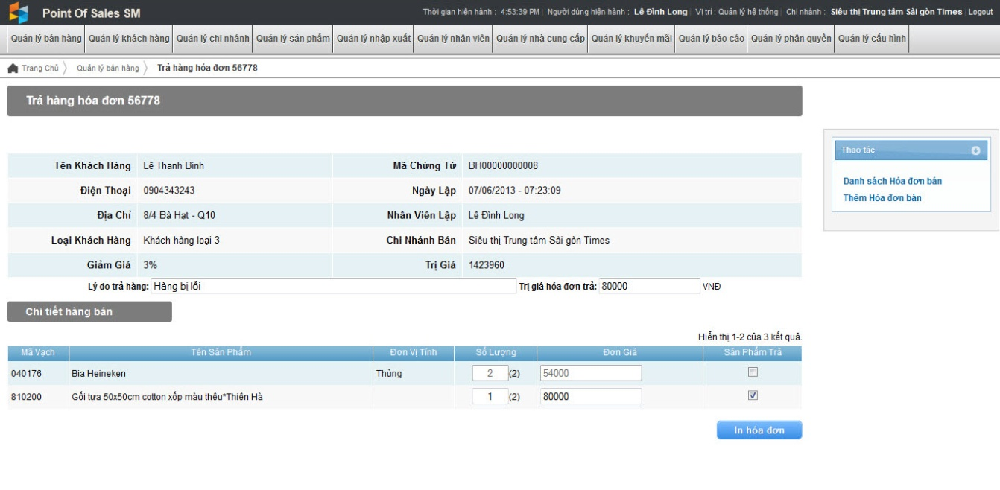 Point Of Sales SM
Thời gian hiện hành : 4:53:39 PM | Người dùng hiện hành : Lê Đình Long | Vị trí : Quản lý hệ thống | Chi nhánh : Siêu thị Trung tâm Sài gòn Times | Logout
Quản lý bán hàng Quản lý khách hàng Quản lý chi nhánh Quản lý sản phẩm Quản lý nhập xuất Quản lý nhân viên Quản lý nhà cung cấp Quản lý khuyến mãi Quản lý báo cáo Quản lý phân quyền Quản lý cấu hình
Trang Chủ Quản lý bán hàng Trả hàng hóa đơn 56778
Trả hàng hóa đơn 56778
Thao tác
Danh sách Hóa đơn bán
Thêm Hóa đơn bán
Tên Khách Hàng Lê Thanh Bình Mã Chứng Từ BH00000000008
Điện Thoại 0904343243 Ngày Lập 07/06/2013 - 07:23:09
Địa Chỉ 8/4 Bà Hạt - Q10 Nhân Viên Lập Lê Đình Long
Loại Khách Hàng Khách hàng loại 3 Chi Nhánh Bán Siêu thị Trung tâm Sài gòn Times
Giảm Giá 3% Trị Giá 1423960
Lý do trả hàng: Hàng bị lỗi Trị giá hóa đơn trả: 80000 VNĐ
Chi tiết hàng bán
Hiển thị 1-2 của 3 kết quả.
Mã Vạch Tên Sản Phẩm Đơn Vị Tính Số Lượng Đơn Giá Sản Phẩm Trả
040176 Bia Heineken Thùng 2 (2) 54000
810200 Gối tựa 50x50cm cotton xốp màu thêu*Thiên Hà 1 (2) 80000
In hóa đơn